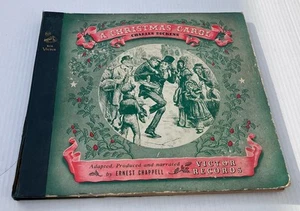 A CHRISTMAS CAROL
CHARLES DICKENS
Adapted, Produced and narrated
by ERNEST CHAPPELL
VICTOR
RECORDS